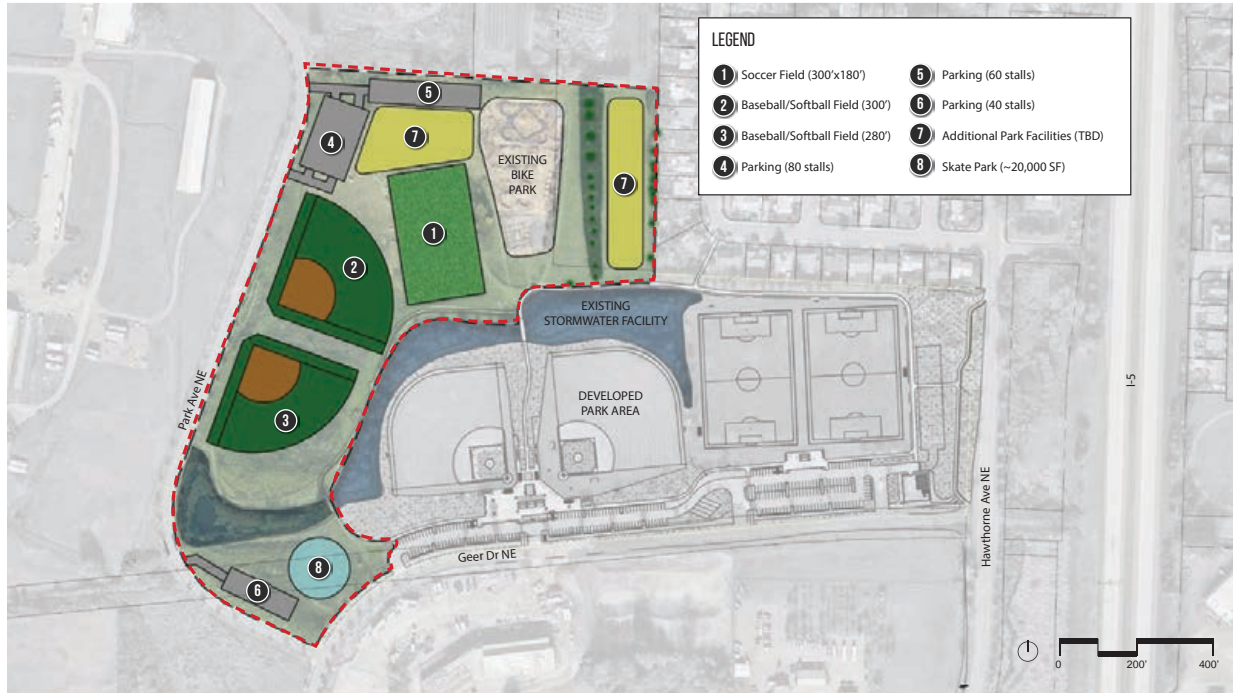 LEGEND
1 Soccer Field (300'x180')
2 Baseball/Softball Field (300')
3 Baseball/Softball Field (280')
4 Parking (80 stalls)
5 Parking (60 stalls)
6 Parking (40 stalls)
7 Additional Park Facilities (TBD)
8 Skate Park (~20,000 SF)
5
4
7
EXISTING
BIKE
PARK
7
1
2
EXISTING
STORMWATER FACILITY
Park Ave NE
3
DEVELOPED
PARK AREA
I-5
Hawthorne Ave NE
Geer Dr NE
8
6
0
200'
400'